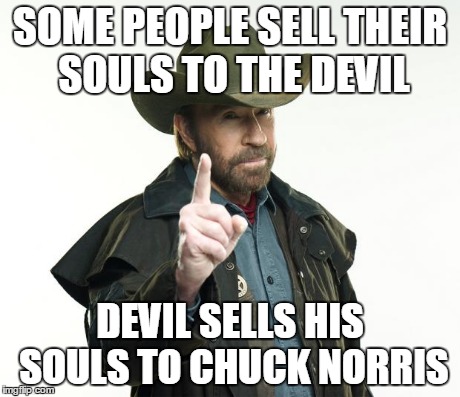 SOME PEOPLE SELL THEIR
SOULS TO THE DEVIL
DEVIL SELLS HIS
SOULS TO CHUCK NORRIS
imgflip.com